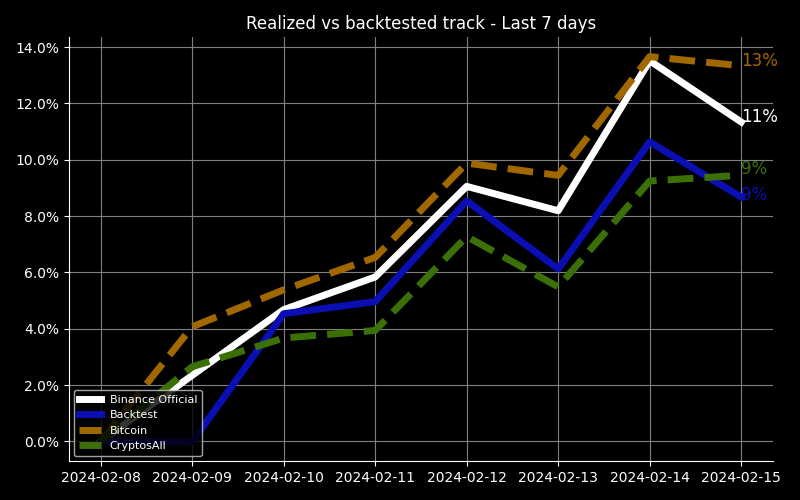 Realized vs backtested track - Last 7 days
14.0%
12.0%
10.0%
8.0%
6.0%
4.0%
2.0%
0.0%
13%
11%
9%
9%
Binance Official
Backtest
Bitcoin
CryptosAll
2024-02-08 2024-02-09 2024-02-10 2024-02-11 2024-02-12 2024-02-13 2024-02-14 2024-02-15